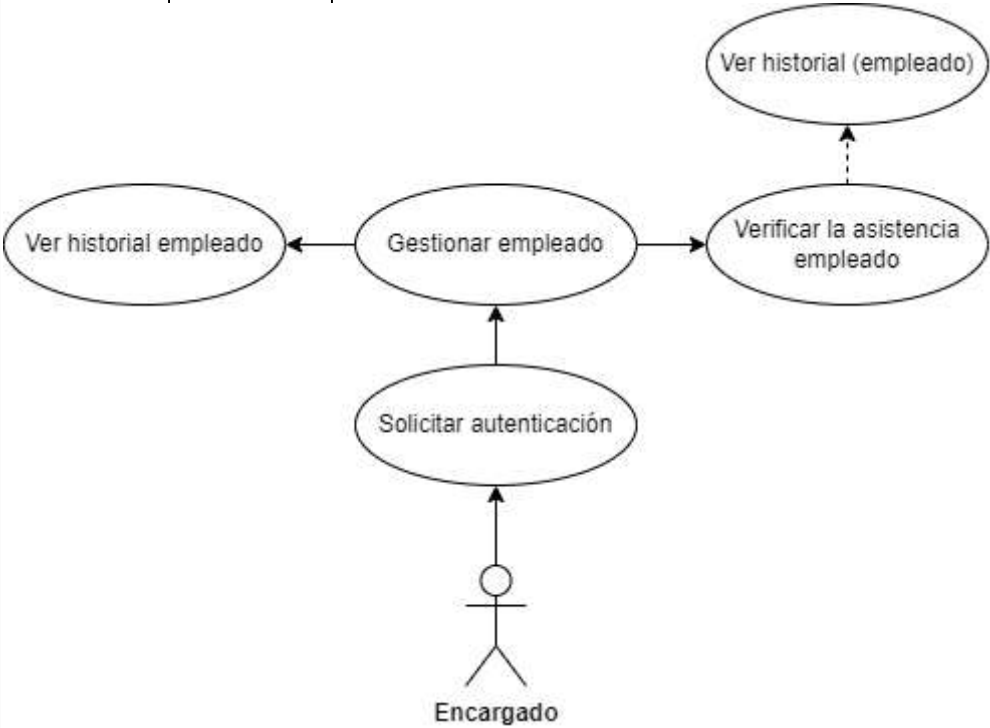 Ver historial (empleado)
Ver historial empleado
Gestionar empleado
Verificar la asistencia
empleado
Solicitar autenticación
Encargado